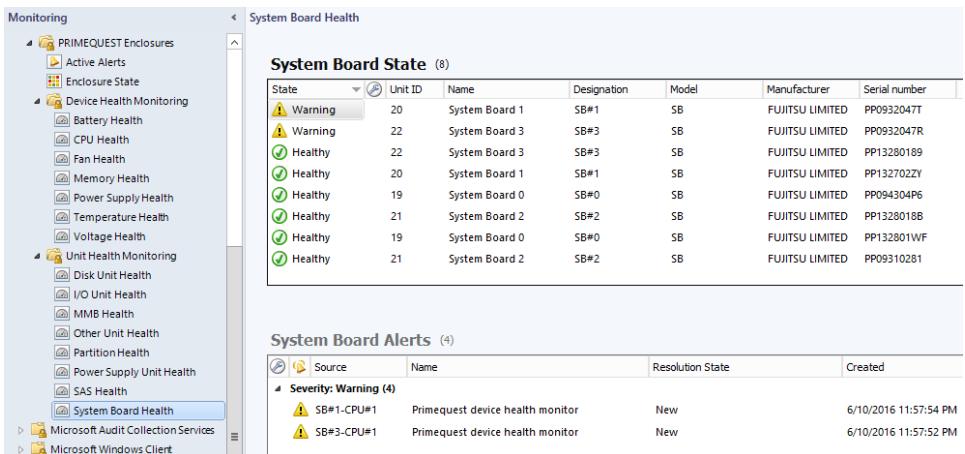 Monitoring
PRIMEQUEST Enclosures
Active Alerts
Enclosure State
Device Health Monitoring
Battery Health
CPU Health
Fan Health
Memory Health
Power Supply Health
Temperature Health
Voltage Health
Unit Health Monitoring
Disk Unit Health
I/O Unit Health
MMB Health
Other Unit Health
Partition Health
Power Supply Unit Health
SAS Health
System Board Health
Microsoft Audit Collection Services
Microsoft Windows Client
System Board Health
System Board State (8)
State Unit ID Name Designation Model Manufacturer Serial number
Warning 20 System Board 1 SB#1 SB FUJITSU LIMITED PP0932047T
Warning 22 System Board 3 SB#3 SB FUJITSU LIMITED PP0932047R
Healthy 22 System Board 3 SB#3 SB FUJITSU LIMITED PP13280189
Healthy 20 System Board 1 SB#1 SB FUJITSU LIMITED PP132702ZY
Healthy 19 System Board 0 SB#0 SB FUJITSU LIMITED PP094304P6
Healthy 21 System Board 2 SB#2 SB FUJITSU LIMITED PP1328018B
Healthy 19 System Board 0 SB#0 SB FUJITSU LIMITED PP132801WF
Healthy 21 System Board 2 SB#2 SB FUJITSU LIMITED PP09310281
System Board Alerts (4)
Source Name Resolution State Created
Severity: Warning (4)
SB#1-CPU#1 Primequest device health monitor New 6/10/2016 11:57:54 PM
SB#3-CPU#1 Primequest device health monitor New 6/10/2016 11:57:52 PM